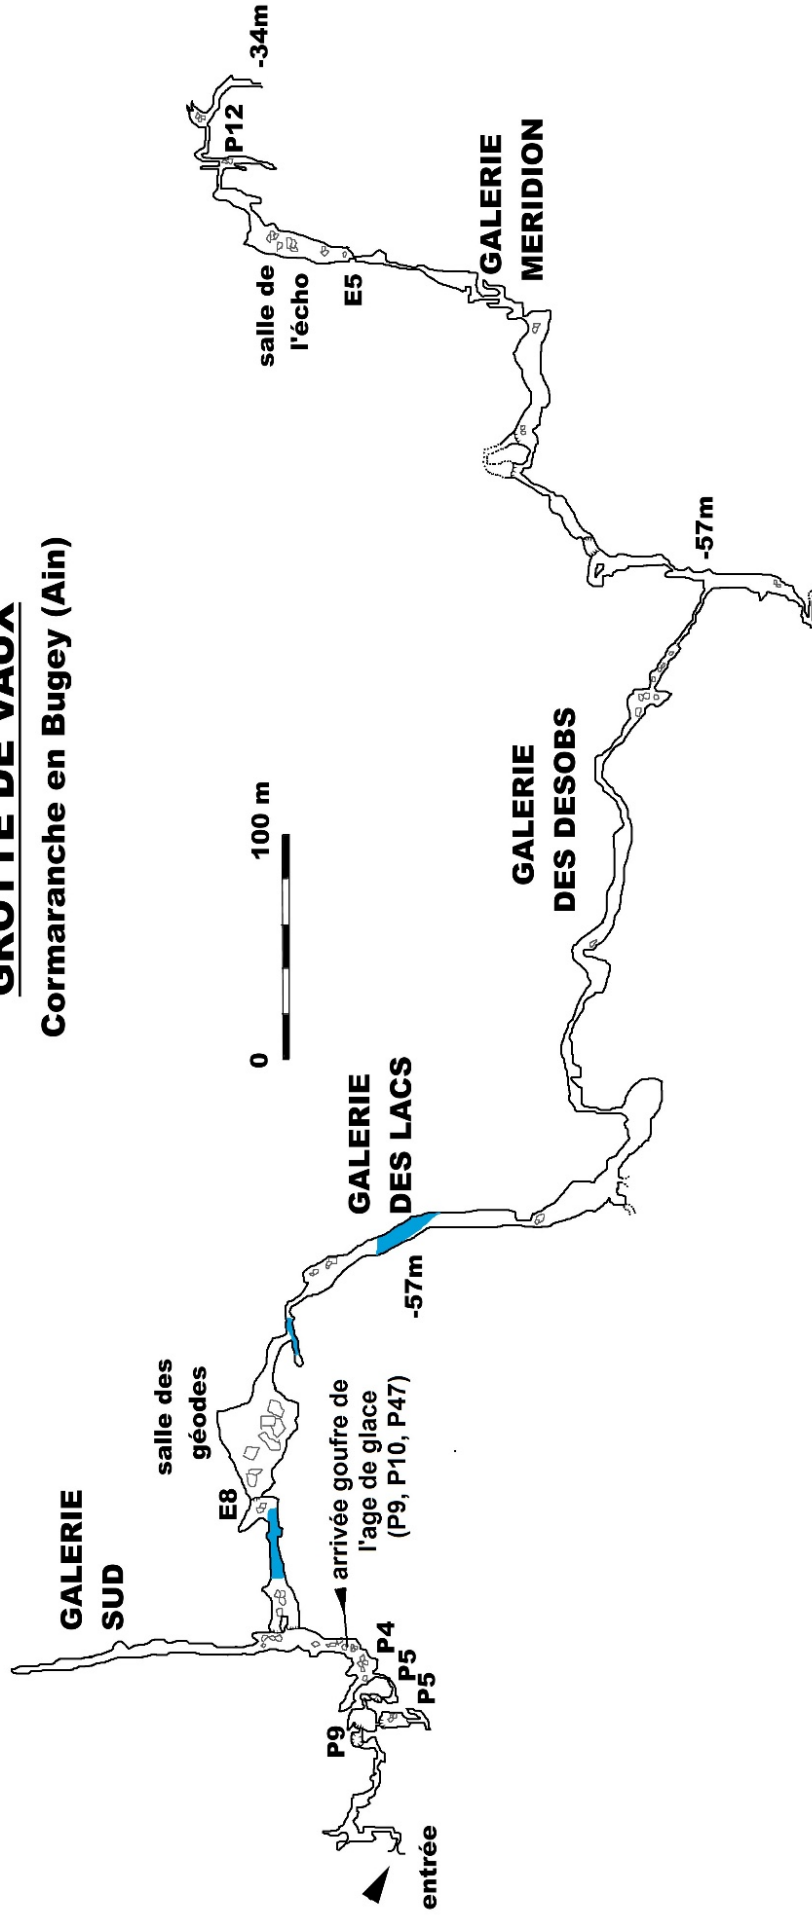 GROTTE DE VAUX
Cormaranche en Bugey (Ain)
GALERIE
SUD
salle des
géodes
E8
0
100 m
salle de
l'écho
E5
P12
-34m
P9
P5
P5
P4
entrée
arrivée goufre de
l'age de glace
(P9, P10, P47)
GALERIE
DES LACS
-57m
GALERIE
DES DESOBS
-57m
GALERIE
MERIDION